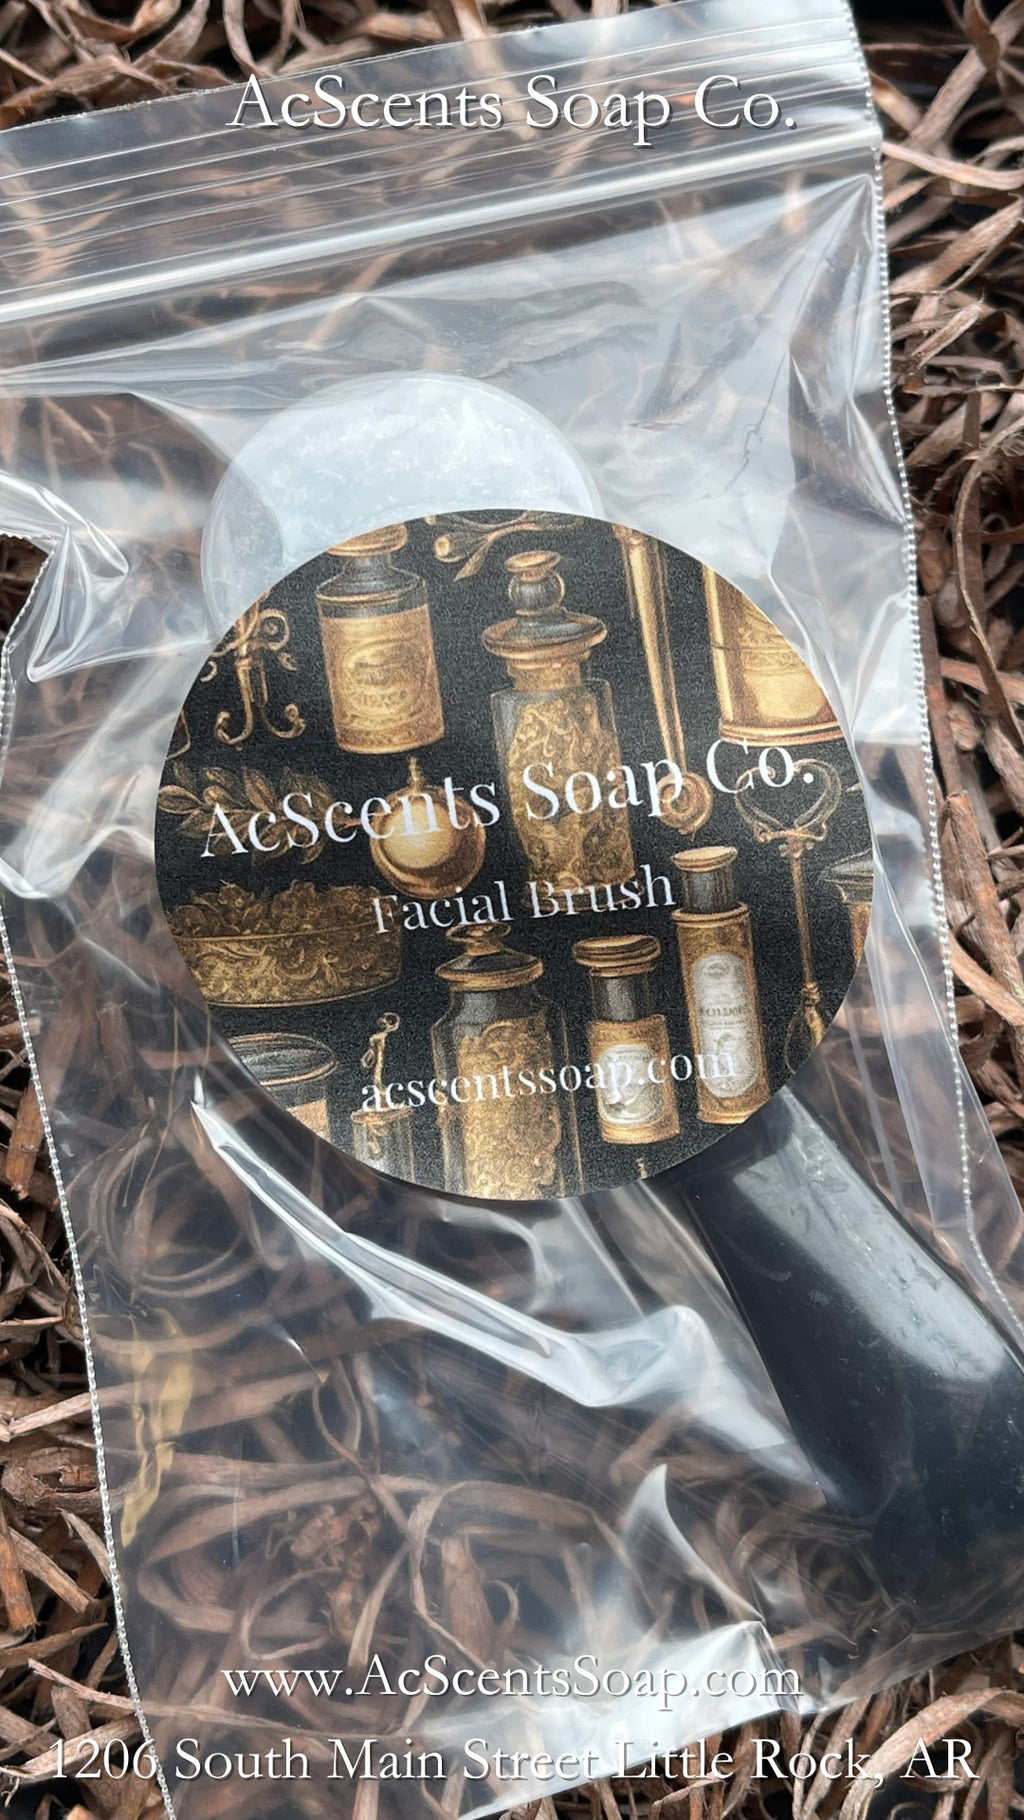 AcScents Soap Co.
AcScents Soap Co.
Facial Brush
acscentssoap.com
www.AcScentsSoap.com
1206 South Main Street Little Rock, AR